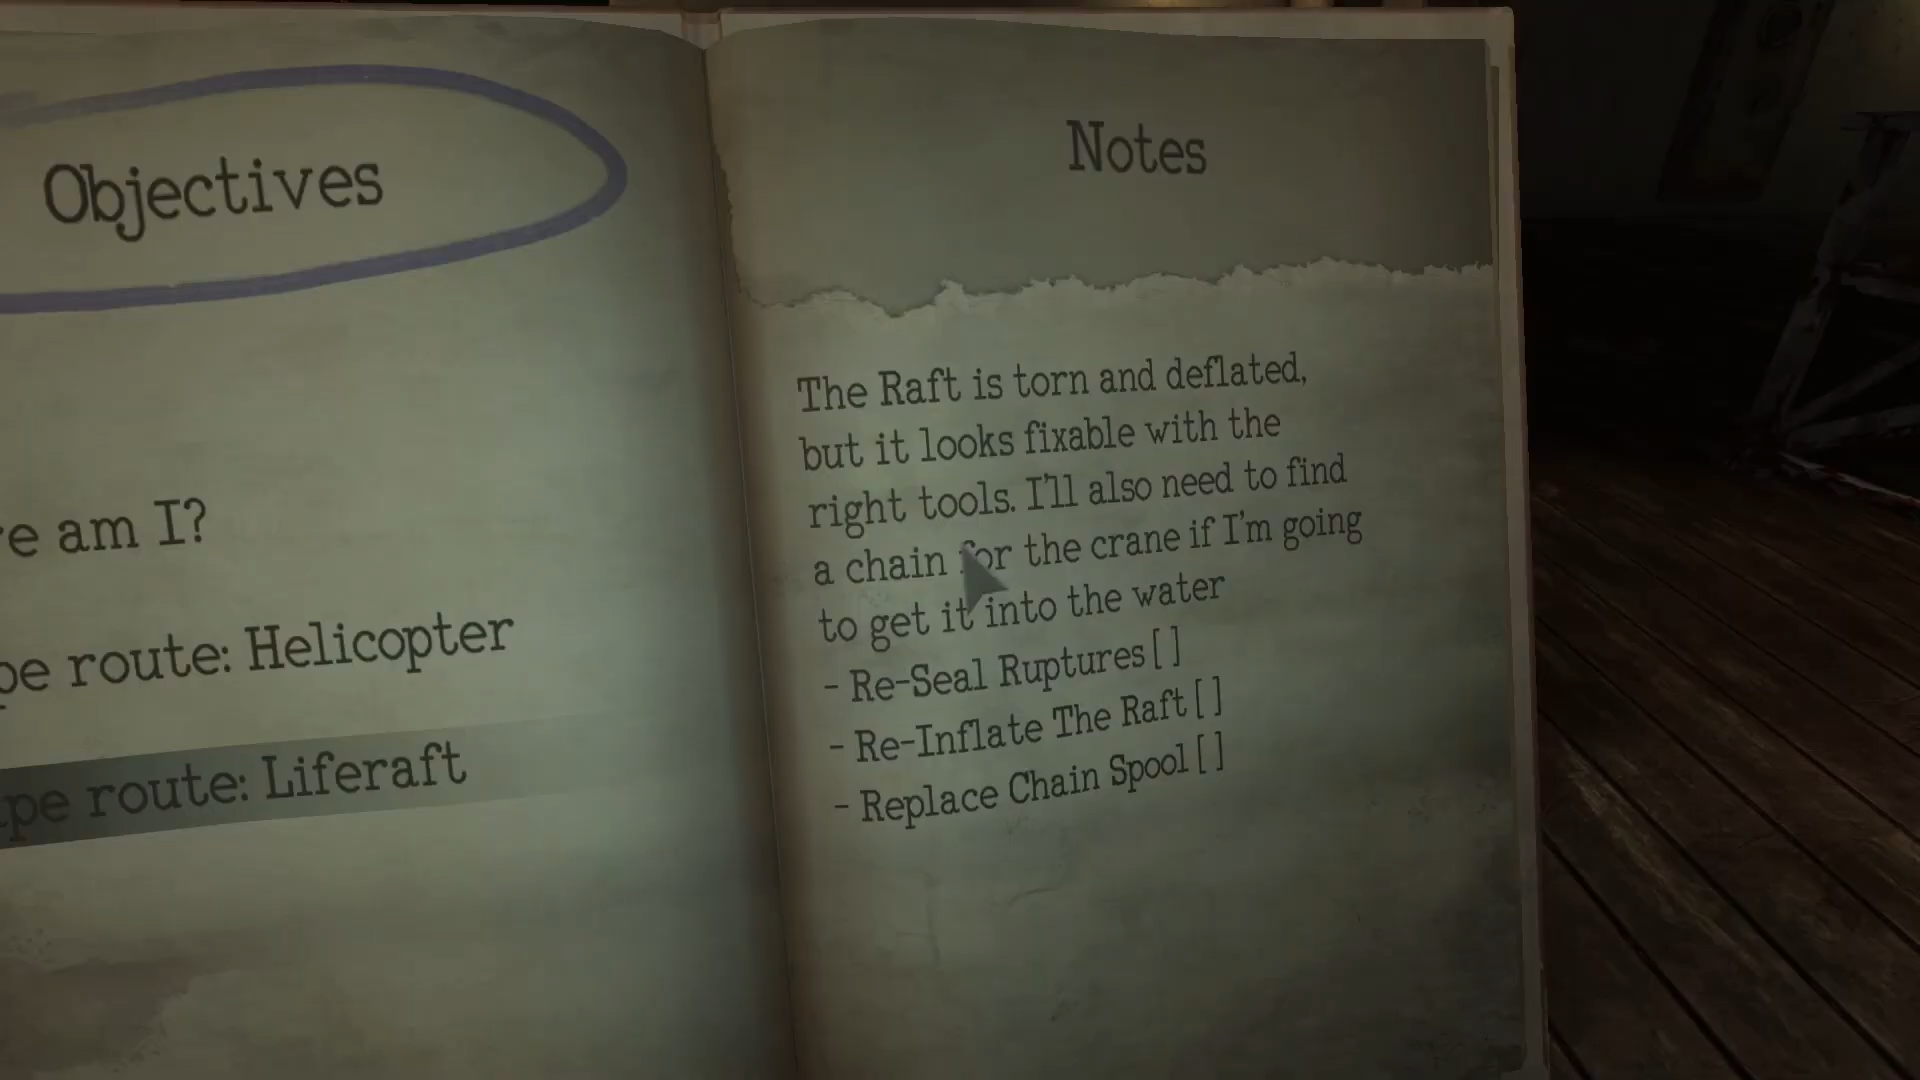 Objectives
re am I?
pe route: Helicopter
pe route: Liferaft
Notes
The Raft is torn and deflated,
but it looks fixable with the
right tools. I'll also need to find
a chain for the crane if I'm going
to get it into the water
- Re-Seal Ruptures [ ]
- Re-Inflate The Raft [ ]
- Replace Chain Spool [ ]